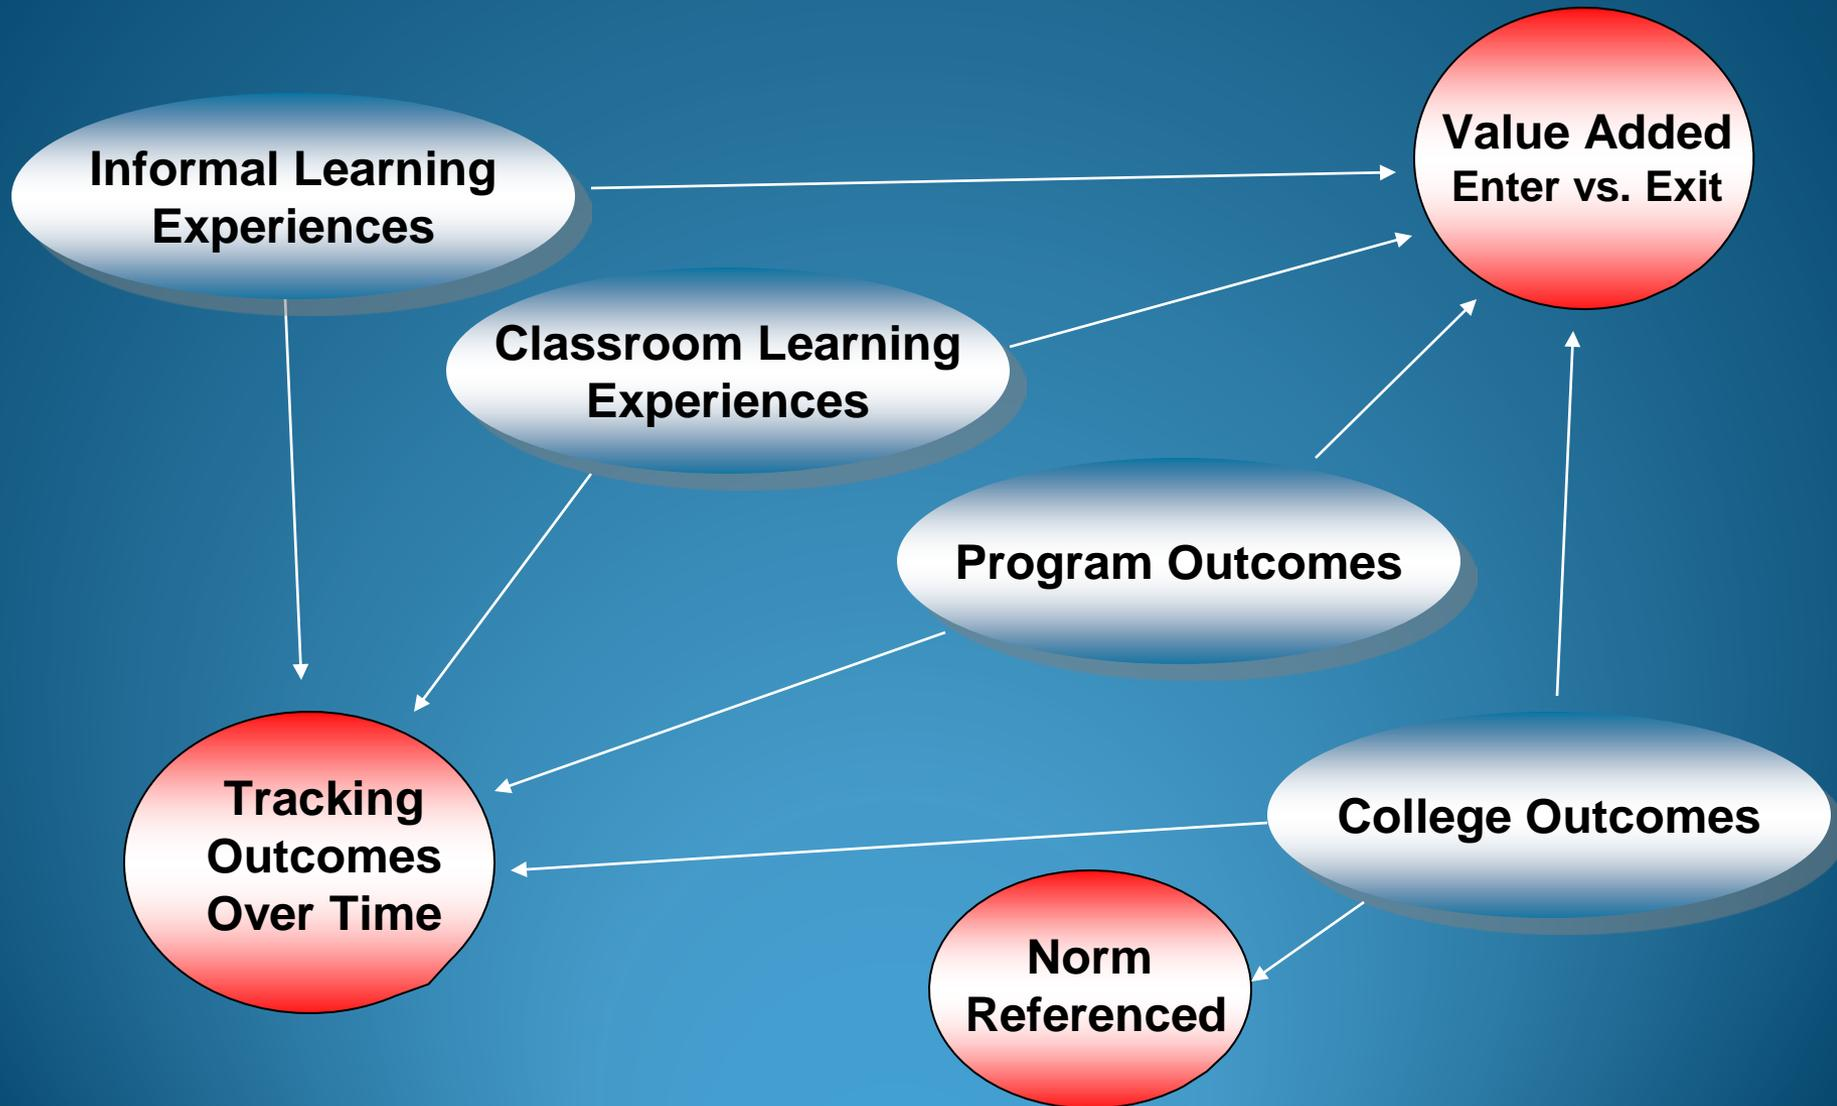 Informal Learning
Experiences
Value Added
Enter vs. Exit
Classroom Learning
Experiences
Program Outcomes
Tracking
Outcomes
Over Time
College Outcomes
Norm
Referenced